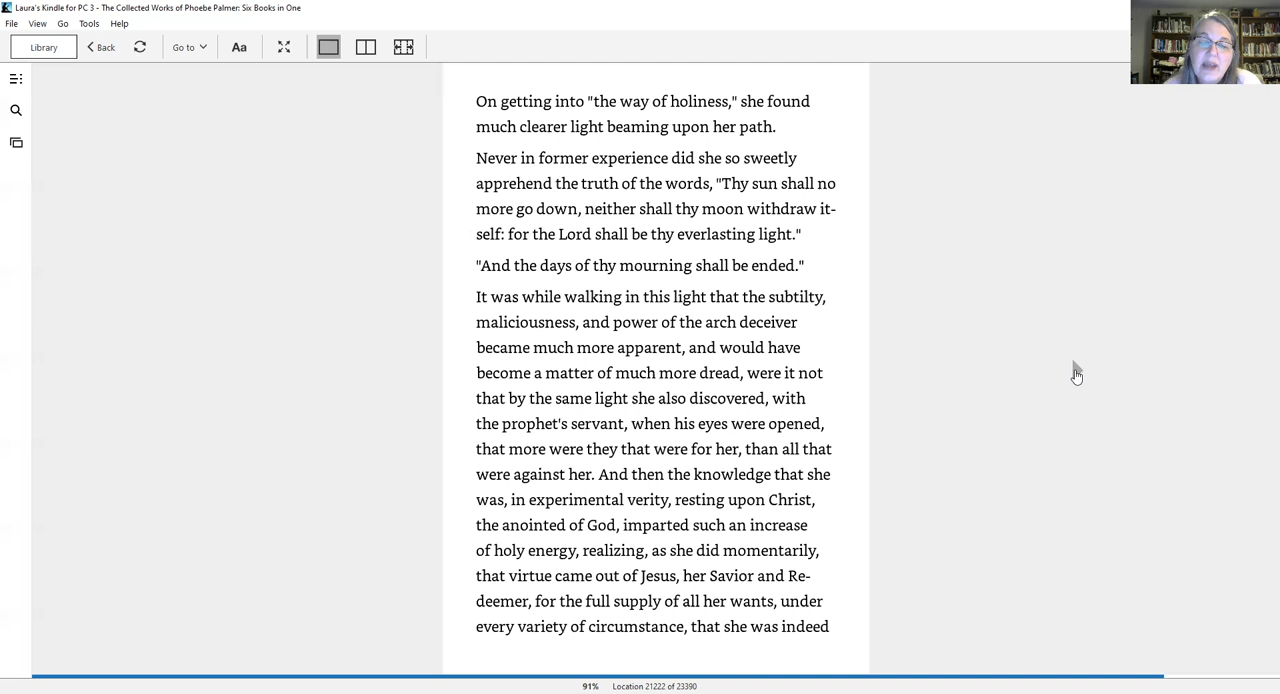 Laura's Kindle for PC 3 - The Collected Works of Phoebe Palmer: Six Books in One
File View Go Tools Help
Library Back Go to Aa
On getting into "the way of holiness," she found
much clearer light beaming upon her path.
Never in former experience did she so sweetly
apprehend the truth of the words, "Thy sun shall no
more go down, neither shall thy moon withdraw it-
self: for the Lord shall be thy everlasting light."
"And the days of thy mourning shall be ended."
It was while walking in this light that the subtilty,
maliciousness, and power of the arch deceiver
became much more apparent, and would have
become a matter of much more dread, were it not
that by the same light she also discovered, with
the prophet's servant, when his eyes were opened,
that more were they that were for her, than all that
were against her. And then the knowledge that she
was, in experimental verity, resting upon Christ,
the anointed of God, imparted such an increase
of holy energy, realizing, as she did momentarily,
that virtue came out of Jesus, her Savior and Re-
deemer, for the full supply of all her wants, under
every variety of circumstance, that she was indeed
91% Location 21222 of 23390